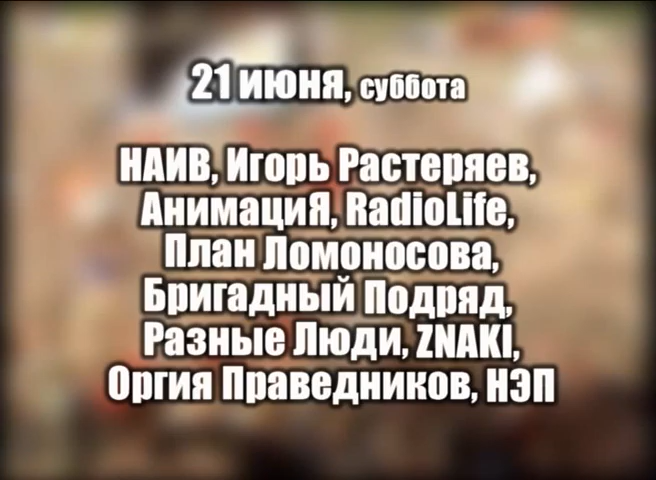 21 июня, суббота
НАИВ, Игорь Растеряев,
АнимациЯ, RadioLife,
План Ломоносова,
Бригадный Подряд,
Разные Люди, ZNAKI,
Оргия Праведников, НЭП